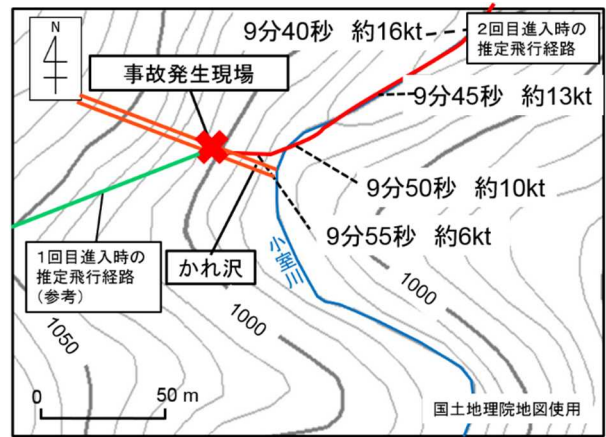 N
9分40秒 約16kt
2回目進入時の
推定飛行経路
事故発生現場
9分45秒 約13kt
9分50秒 約10kt
9分55秒 約6kt
1回目進入時の
推定飛行経路
(参考)
かれ沢
小室川
1000
1000
1050
0 50 m
国土地理院地図使用